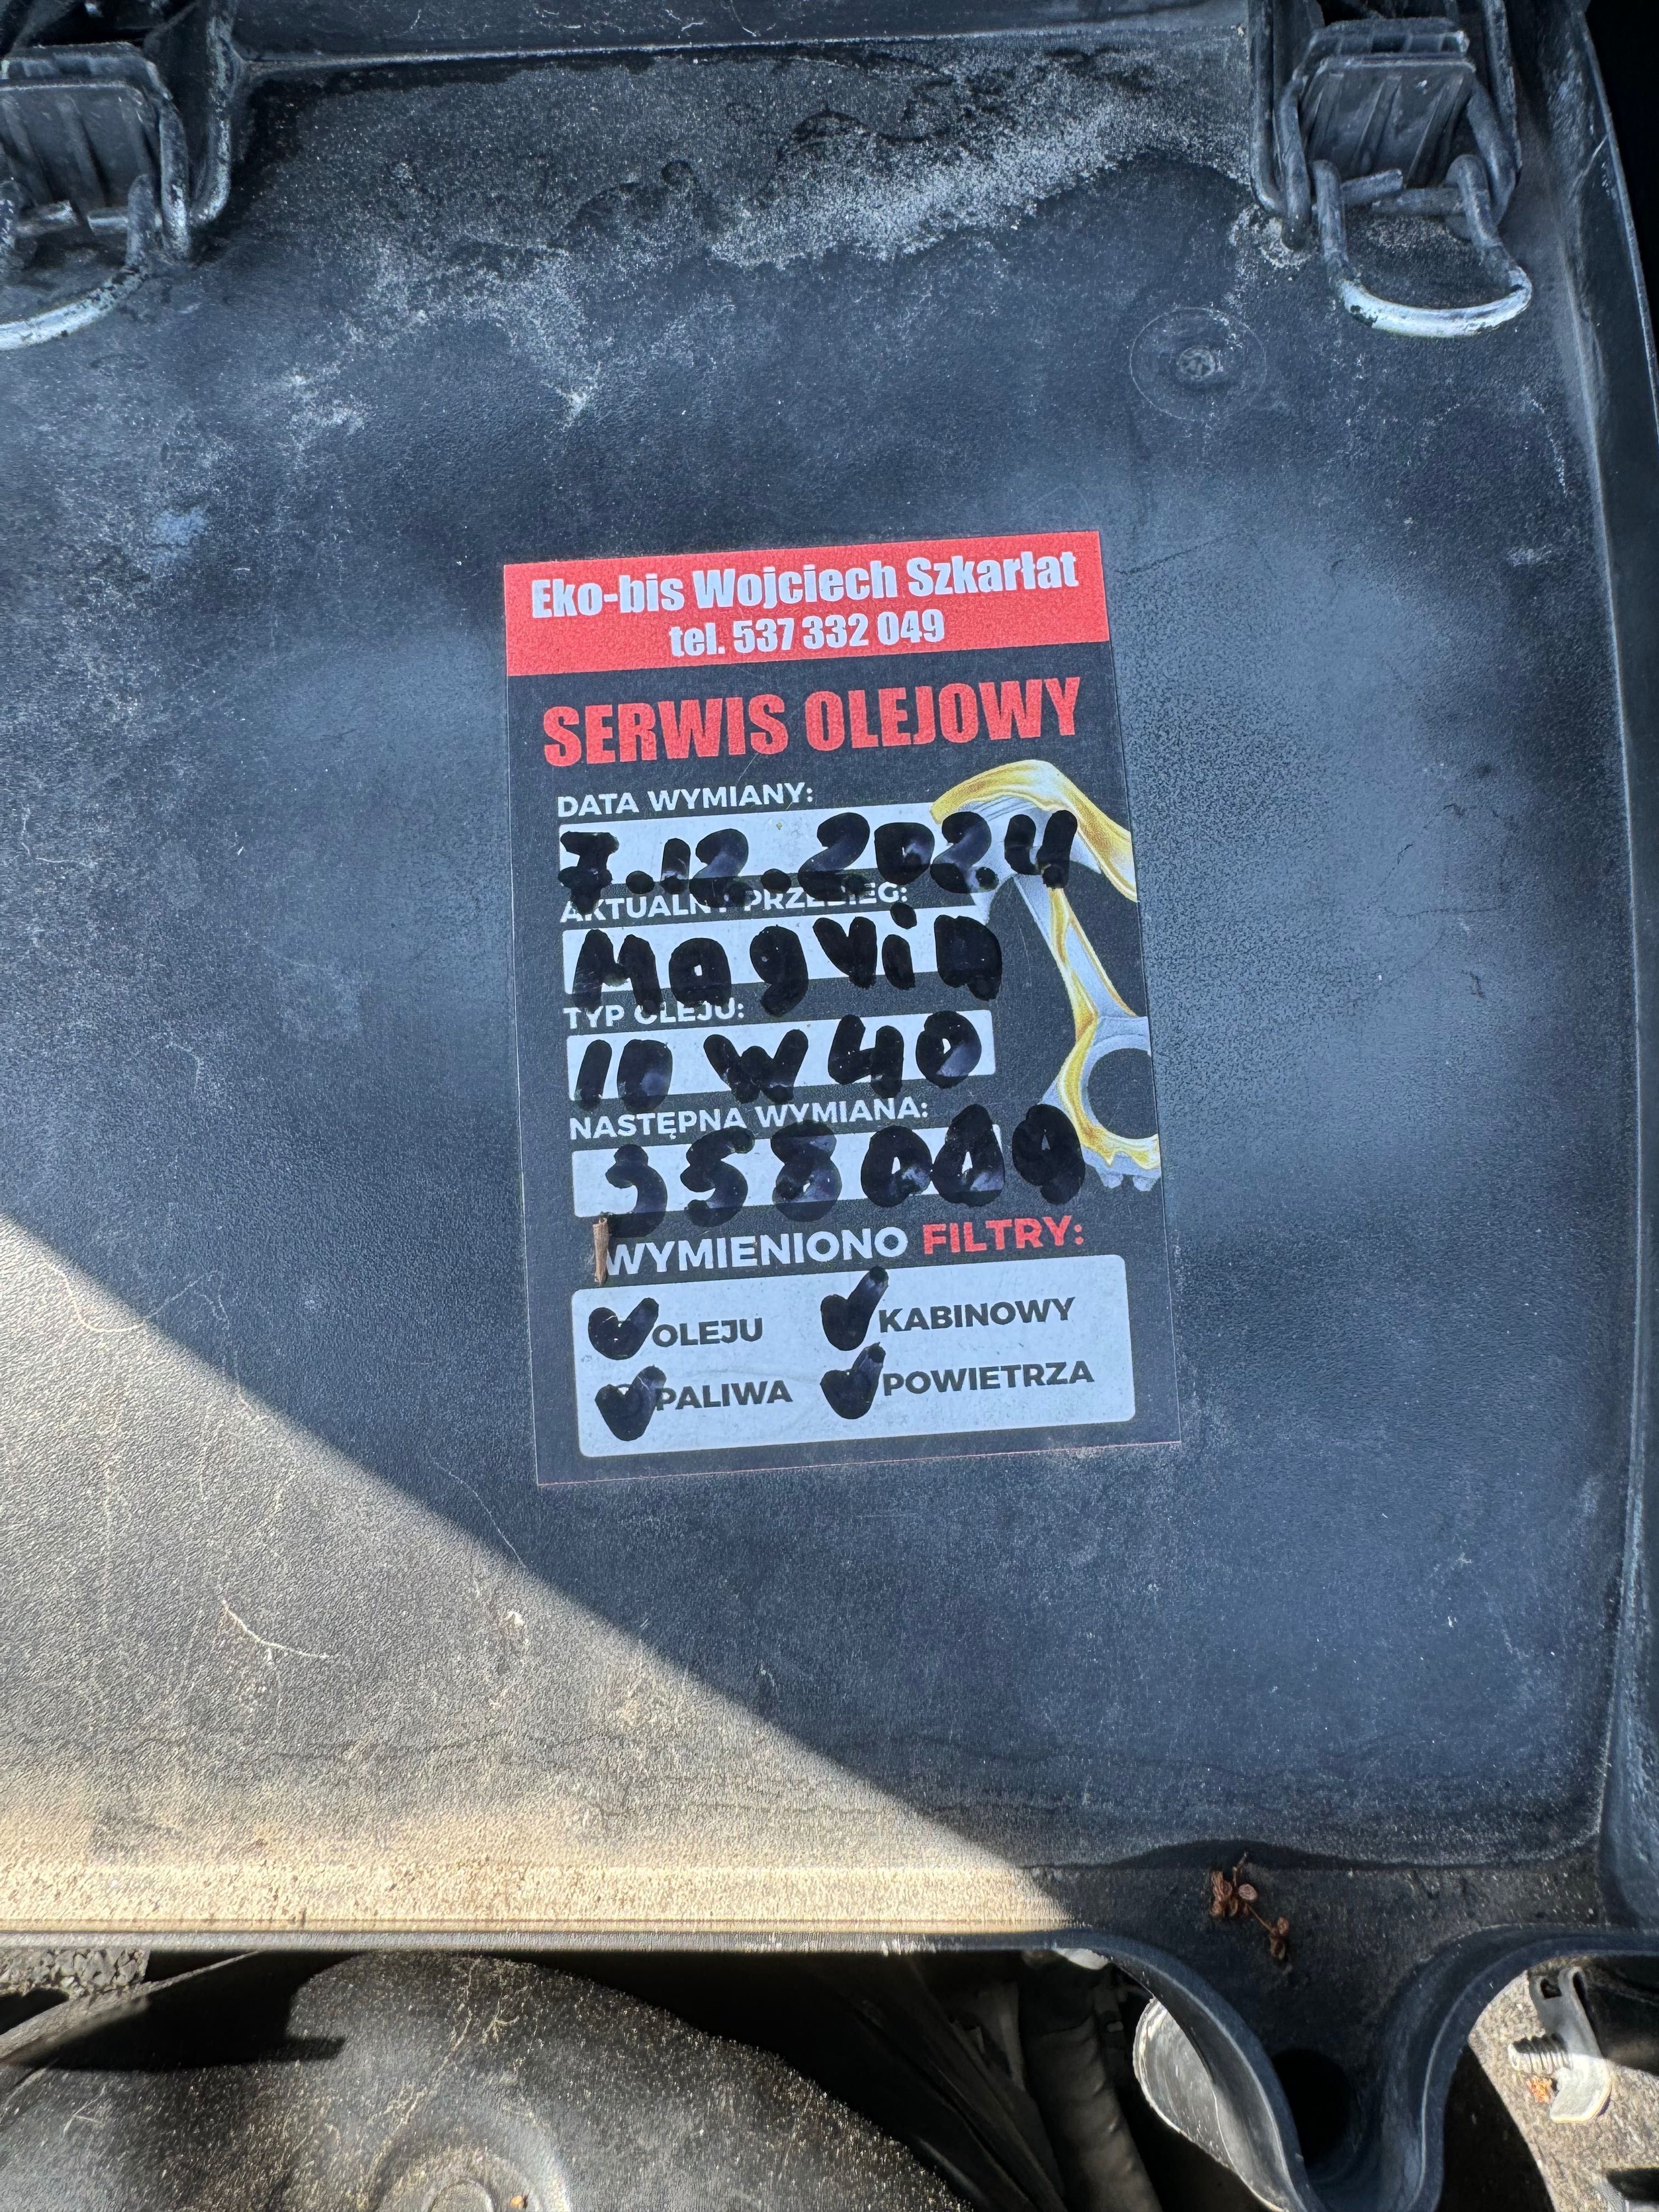 Eko-bis Wojciech Szkarłat
tel. 537 332 049
SERWIS OLEJOWY
DATA WYMIANY:
7.12.2024
AKTUALNY PRZEBIEG:
TYP OLEJU:
10 W 40
NASTĘPNA WYMIANA:
358000
WYMIENIONO FILTRY:
OLEJU KABINOWY
PALIWA POWIETRZA